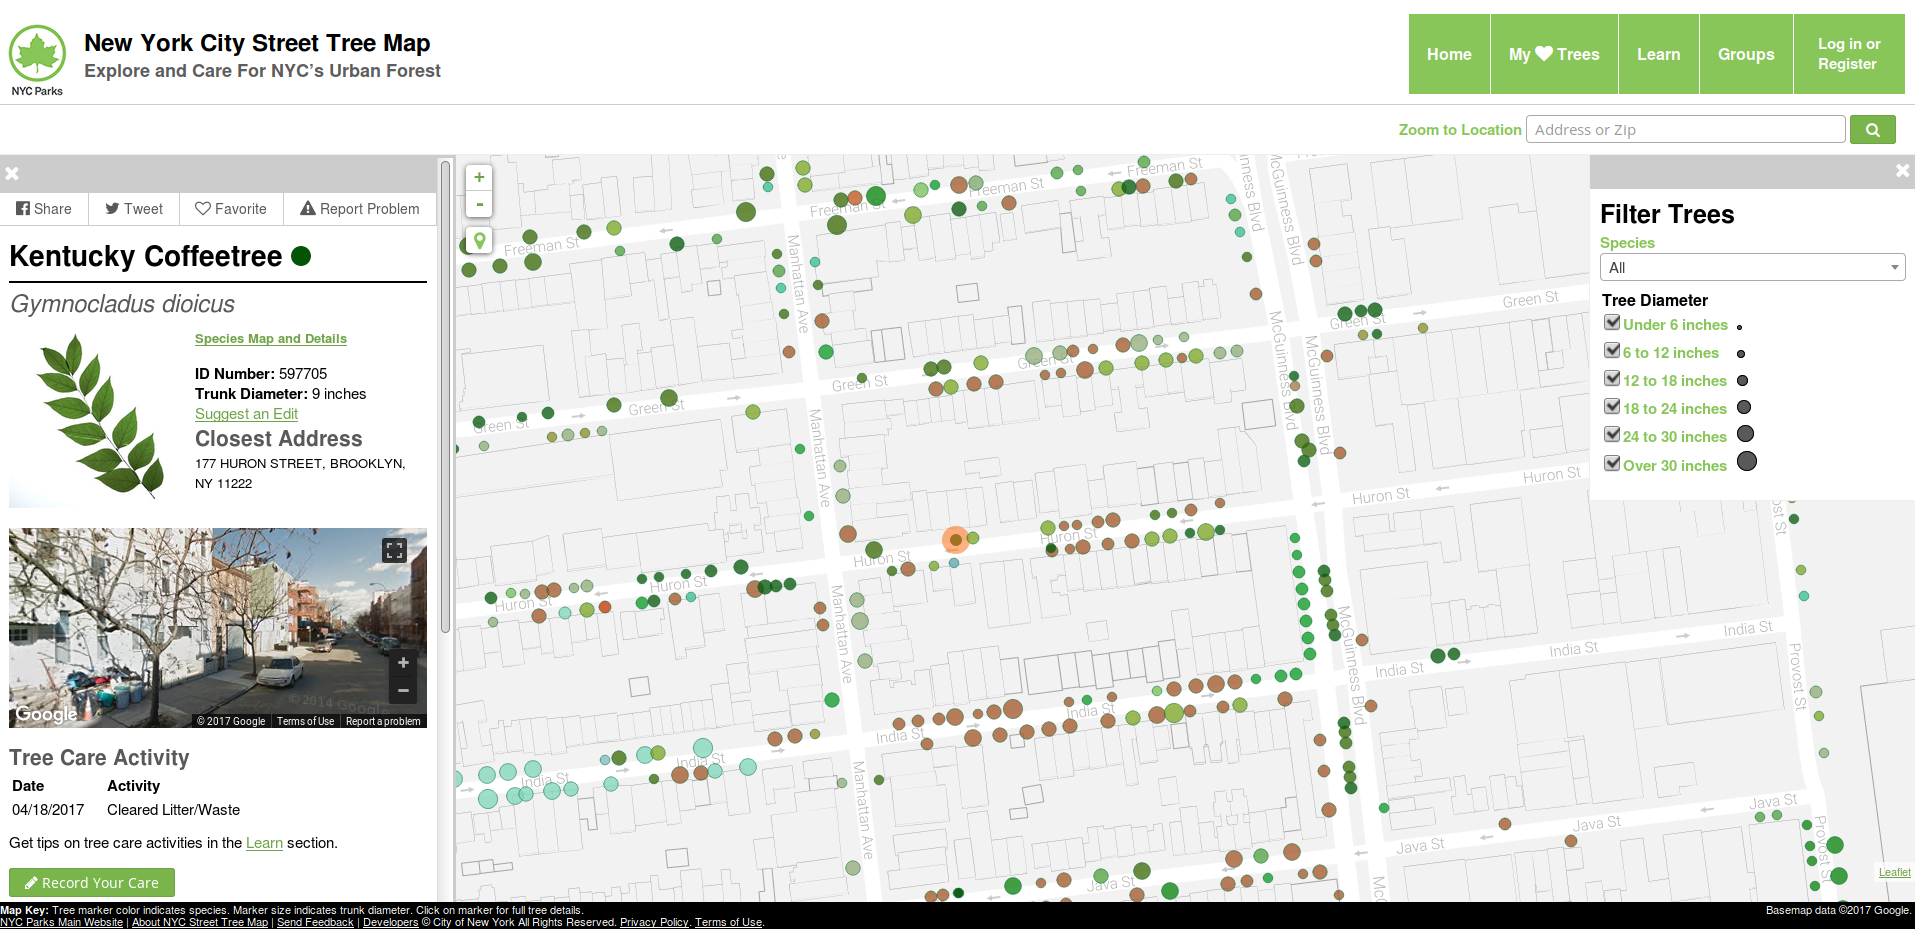 New York City Street Tree Map
Explore and Care For NYC's Urban Forest
NYC Parks
Home
My Trees
Learn
Groups
Log in or
Register
Zoom to Location
Address or Zip
Share
Tweet
Favorite
Report Problem
Kentucky Coffeetree
Gymnocladus dioicus
Species Map and Details
ID Number: 597705
Trunk Diameter: 9 inches
Suggest an Edit
Closest Address
177 HURON STREET, BROOKLYN,
NY 11222
© 2014 Google
Google
© 2017 Google
Terms of Use
Report a problem
Tree Care Activity
Date Activity
04/18/2017 Cleared Litter/Waste
Get tips on tree care activities in the Learn section.
Record Your Care
+
-
Freeman St
Freeman St
Freeman St
Freeman St
Manhattan Ave
Manhattan Ave
Manhattan Ave
Manhattan Ave
McGuinness Blvd
McGuinness Blvd
McGuinness Blvd
McGuinness Blvd
Green St
Green St
Green St
Green St
Green St
Green St
Huron St
Huron St
Huron St
Huron St
Huron St
Huron St
India St
India St
India St
India St
India St
India St
India St
Java St
Java St
Java St
Java St
Provost St
Provost St
Filter Trees
Species
All
Tree Diameter
Under 6 inches
6 to 12 inches
12 to 18 inches
18 to 24 inches
24 to 30 inches
Over 30 inches
Leaflet
Map Key: Tree marker color indicates species. Marker size indicates trunk diameter. Click on marker for full tree details.
Basemap data ©2017 Google.
NYC Parks Main Website | About NYC Street Tree Map | Send Feedback | Developers © City of New York All Rights Reserved. Privacy Policy. Terms of Use.